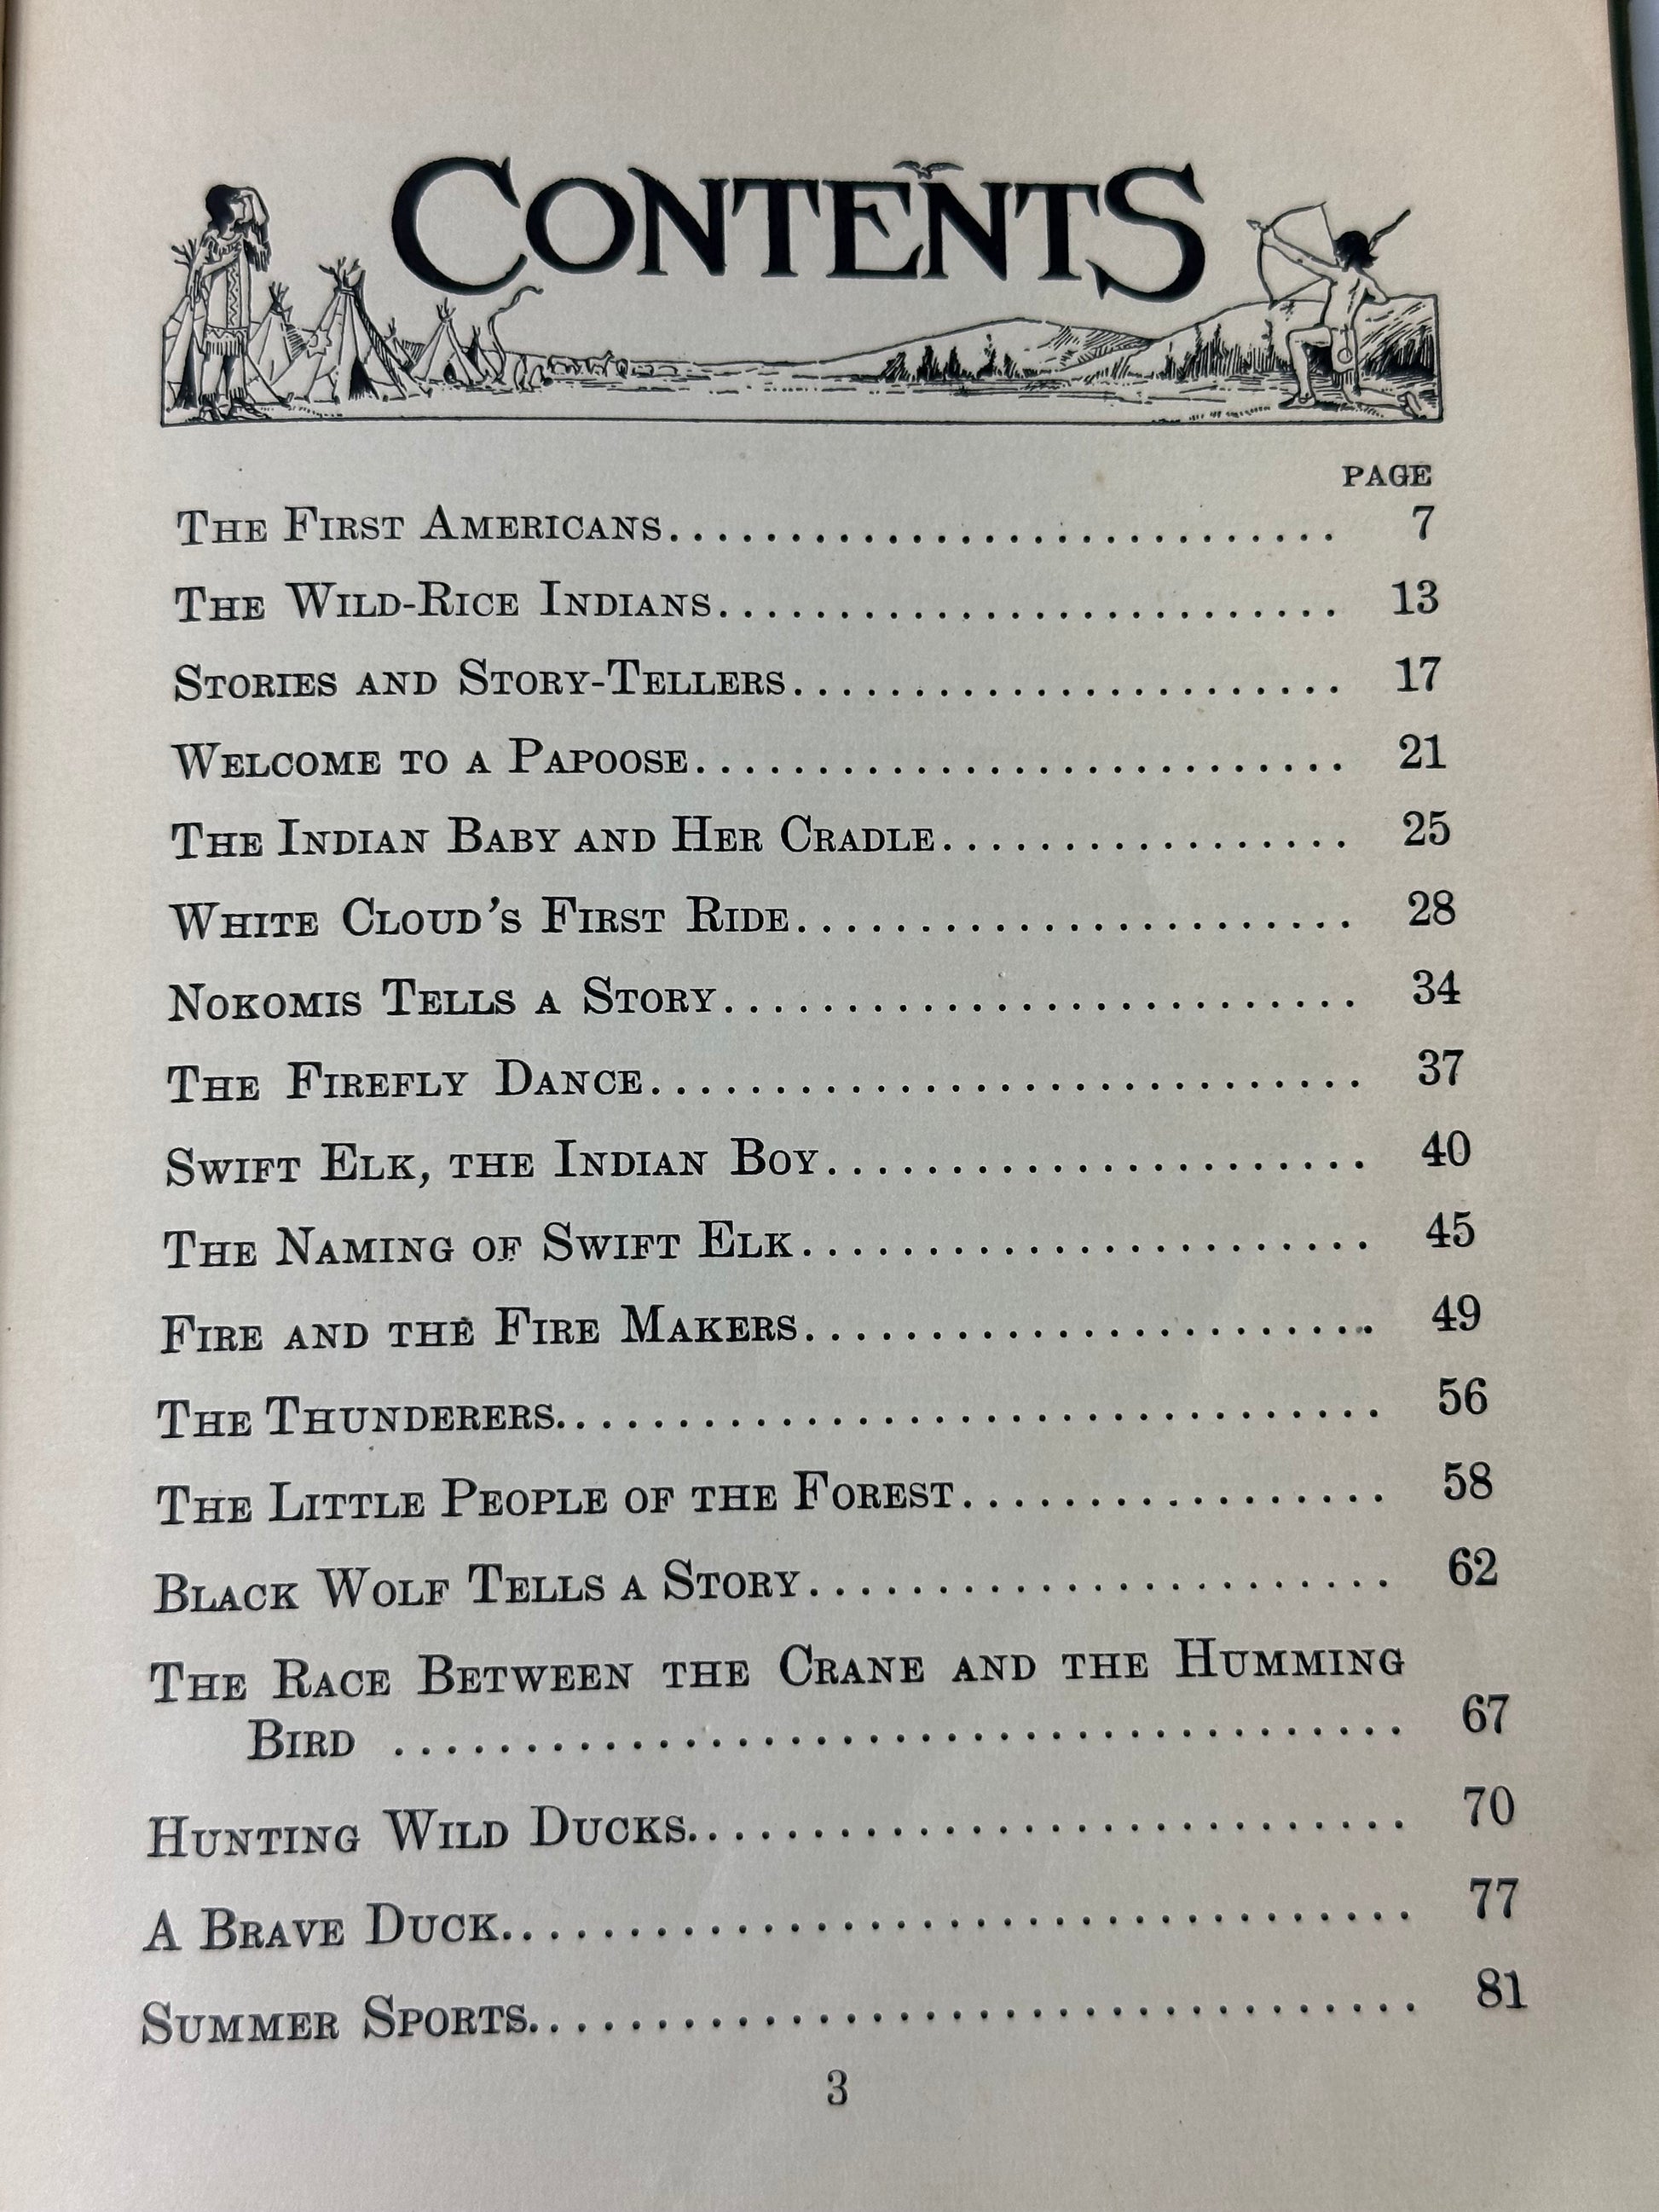 CONTENTS
PAGE
THE FIRST AMERICANS.............................. 7
THE WILD-RICE INDIANS............................ 13
STORIES AND STORY-TELLERS........................ 17
WELCOME TO A PAPOOSE............................. 21
THE INDIAN BABY AND HER CRADLE................. 25
WHITE CLOUD'S FIRST RIDE........................ 28
NOKOMIS TELLS A STORY........................... 34
THE FIREFLY DANCE.............................. 37
SWIFT ELK, THE INDIAN BOY...................... 40
THE NAMING OF SWIFT ELK........................ 45
FIRE AND THE FIRE MAKERS....................... 49
THE THUNDERERS................................. 56
THE LITTLE PEOPLE OF THE FOREST................. 58
BLACK WOLF TELLS A STORY....................... 62
THE RACE BETWEEN THE CRANE AND THE HUMMING
BIRD ....................................... 67
HUNTING WILD DUCKS............................ 70
A BRAVE DUCK.................................. 77
SUMMER SPORTS................................. 81
3